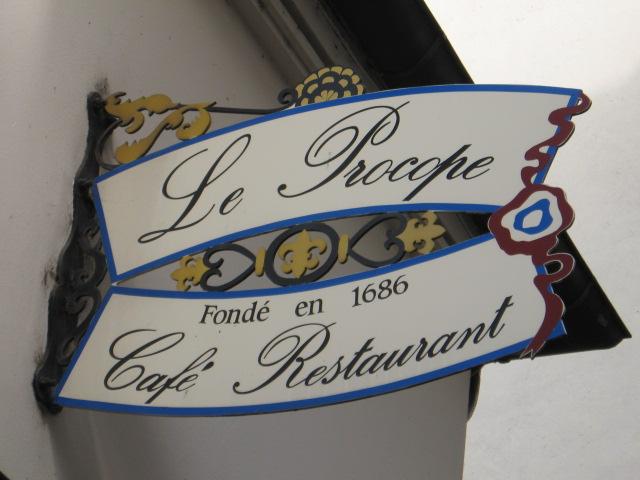 Le Procope
Fondé en 1686
Café Restaurant